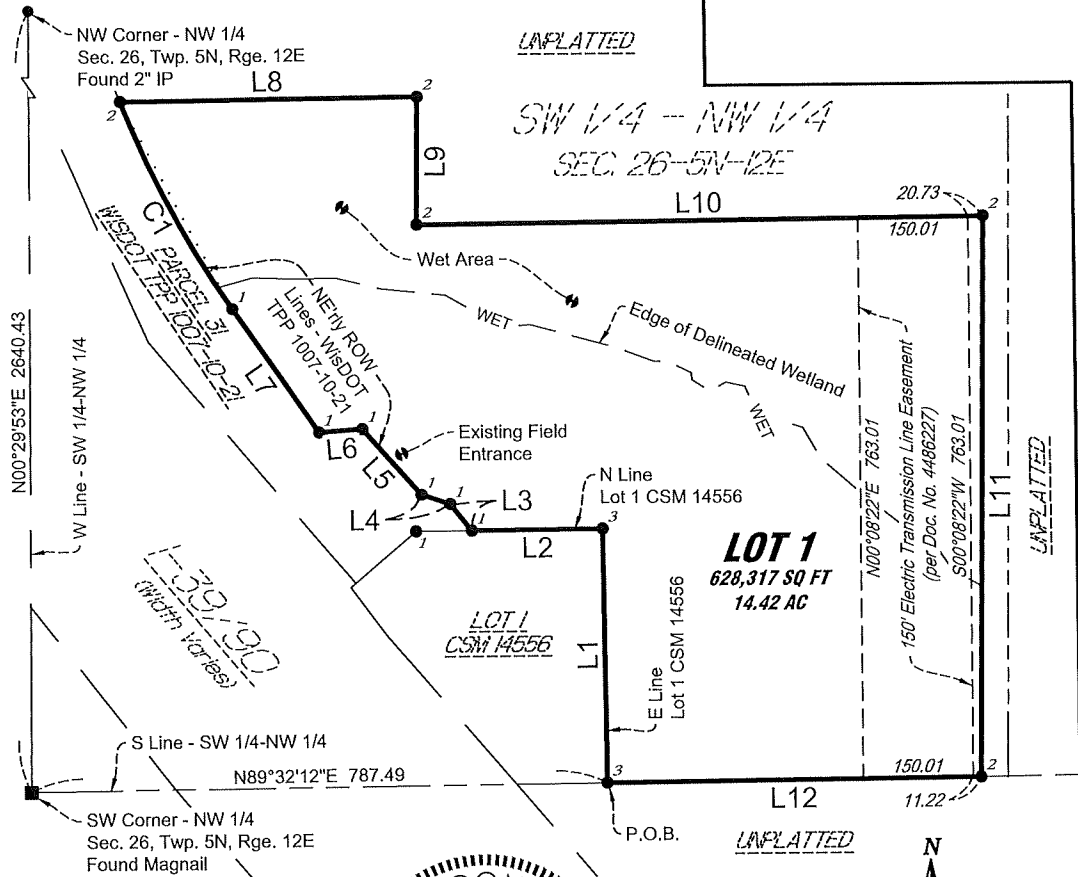 NW Corner - NW 1/4
Sec. 26, Twp. 5N, Rge. 12E
Found 2" IP
UNPLATTED
L8
2
2
SW 1/4 - NW 1/4
SEC. 26-5N-12E
L9
L10
20.73
2
2
150.01
C1
PARCEL 31
WISDOT TPP 1007-10-21
Wet Area
NE'rly ROW
Lines - WisDOT
TPP 1007-10-21
1
WET
Edge of Delineated Wetland
WET
L7
1
L6
1
L5
Existing Field
Entrance
N00°29'53"E 2640.43
W Line - SW 1/4-NW 1/4
N00°08'22"E 763.01
150' Electric Transmission Line Easement
(per Doc. No. 4486227)
S00°08'22"W 763.01
L11
UNPLATTED
1
1
L3
L4
N Line
Lot 1 CSM 14556
1
1
L2
3
LOT 1
628,317 SQ FT
14.42 AC
39/90
(Width Varies)
LOT 1
CSM 14556
L1
E Line
Lot 1 CSM 14556
S Line - SW 1/4-NW 1/4
N89°32'12"E 787.49
3
150.01
2
L12
11.22
SW Corner - NW 1/4
Sec. 26, Twp. 5N, Rge. 12E
Found Magnail
P.O.B.
UNPLATTED
N